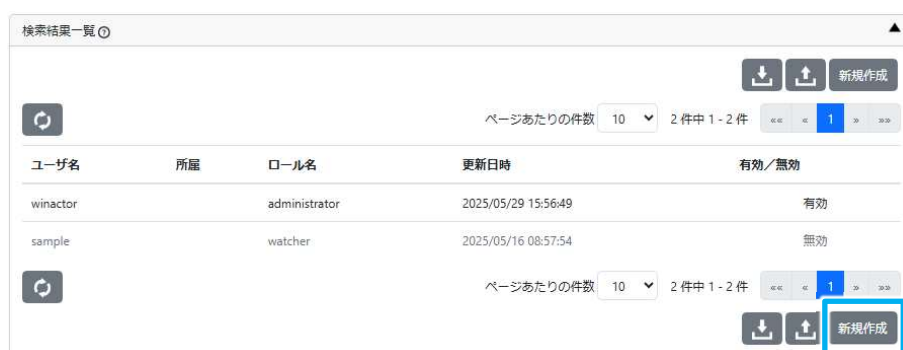 検索結果一覧 ?
新規作成
ページあたりの件数 10 2 件中 1 - 2 件 «« « 1 » »»
ユーザ名 所属 ロール名 更新日時 有効／無効
winactor administrator 2025/05/29 15:56:49 有効
sample watcher 2025/05/16 08:57:54 無効
ページあたりの件数 10 2 件中 1 - 2 件 «« « 1 » »»
新規作成